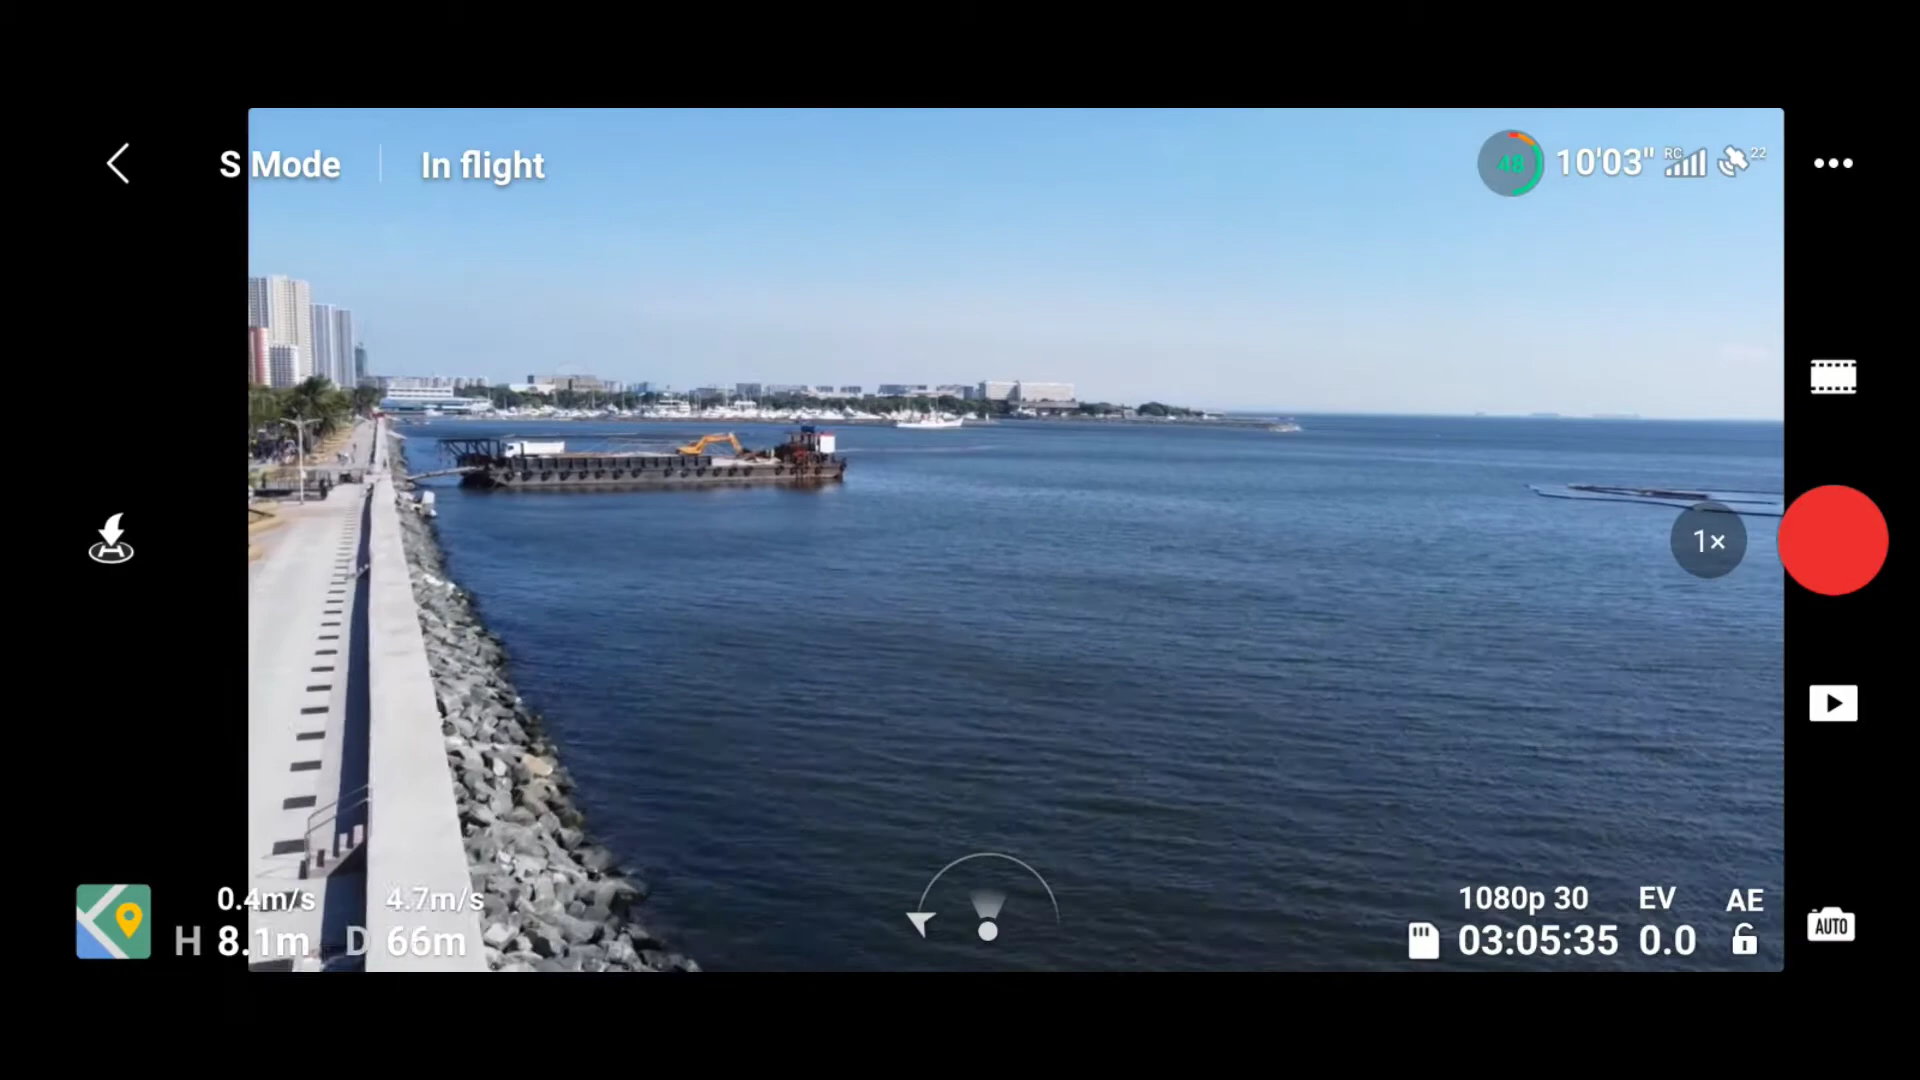 S Mode
In flight
48
10'03"
RC
22
1×
0.4m/s
4.7m/s
H 8.1m
D 66m
1080p 30
EV
AE
03:05:35
0.0
AUTO